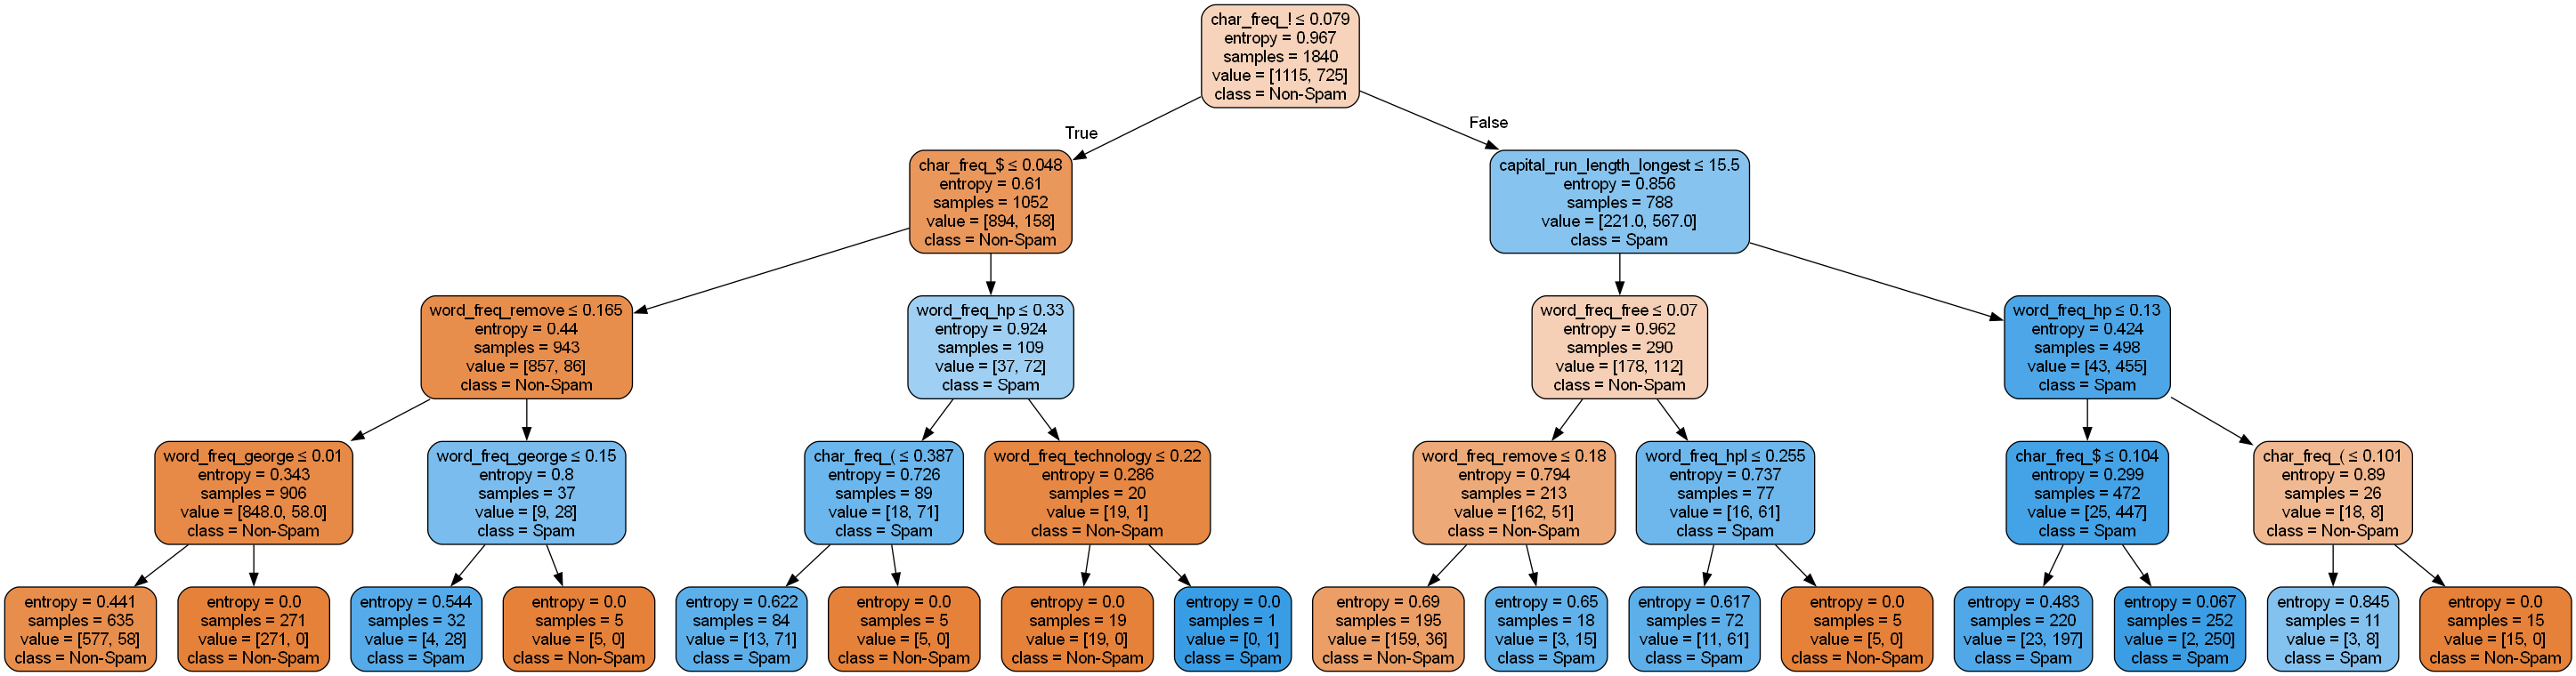 char_freq_! ≤ 0.079
entropy = 0.967
samples = 1840
value = [1115, 725]
class = Non-Spam
True
False
char_freq_$ ≤ 0.048
entropy = 0.61
samples = 1052
value = [894, 158]
class = Non-Spam
capital_run_length_longest ≤ 15.5
entropy = 0.856
samples = 788
value = [221.0, 567.0]
class = Spam
word_freq_remove ≤ 0.165
entropy = 0.44
samples = 943
value = [857, 86]
class = Non-Spam
word_freq_hp ≤ 0.33
entropy = 0.924
samples = 109
value = [37, 72]
class = Spam
word_freq_free ≤ 0.07
entropy = 0.962
samples = 290
value = [178, 112]
class = Non-Spam
word_freq_hp ≤ 0.13
entropy = 0.424
samples = 498
value = [43, 455]
class = Spam
word_freq_george ≤ 0.01
entropy = 0.343
samples = 906
value = [848.0, 58.0]
class = Non-Spam
word_freq_george ≤ 0.15
entropy = 0.8
samples = 37
value = [9, 28]
class = Spam
char_freq_( ≤ 0.387
entropy = 0.726
samples = 89
value = [18, 71]
class = Spam
word_freq_technology ≤ 0.22
entropy = 0.286
samples = 20
value = [19, 1]
class = Non-Spam
word_freq_remove ≤ 0.18
entropy = 0.794
samples = 213
value = [162, 51]
class = Non-Spam
word_freq_hpl ≤ 0.255
entropy = 0.737
samples = 77
value = [16, 61]
class = Spam
char_freq_$ ≤ 0.104
entropy = 0.299
samples = 472
value = [25, 447]
class = Spam
char_freq_( ≤ 0.101
entropy = 0.89
samples = 26
value = [18, 8]
class = Non-Spam
entropy = 0.441
samples = 635
value = [577, 58]
class = Non-Spam
entropy = 0.0
samples = 271
value = [271, 0]
class = Non-Spam
entropy = 0.544
samples = 32
value = [4, 28]
class = Spam
entropy = 0.0
samples = 5
value = [5, 0]
class = Non-Spam
entropy = 0.622
samples = 84
value = [13, 71]
class = Spam
entropy = 0.0
samples = 5
value = [5, 0]
class = Non-Spam
entropy = 0.0
samples = 19
value = [19, 0]
class = Non-Spam
entropy = 0.0
samples = 1
value = [0, 1]
class = Spam
entropy = 0.69
samples = 195
value = [159, 36]
class = Non-Spam
entropy = 0.65
samples = 18
value = [3, 15]
class = Spam
entropy = 0.617
samples = 72
value = [11, 61]
class = Spam
entropy = 0.0
samples = 5
value = [5, 0]
class = Non-Spam
entropy = 0.483
samples = 220
value = [23, 197]
class = Spam
entropy = 0.067
samples = 252
value = [2, 250]
class = Spam
entropy = 0.845
samples = 11
value = [3, 8]
class = Spam
entropy = 0.0
samples = 15
value = [15, 0]
class = Non-Spam